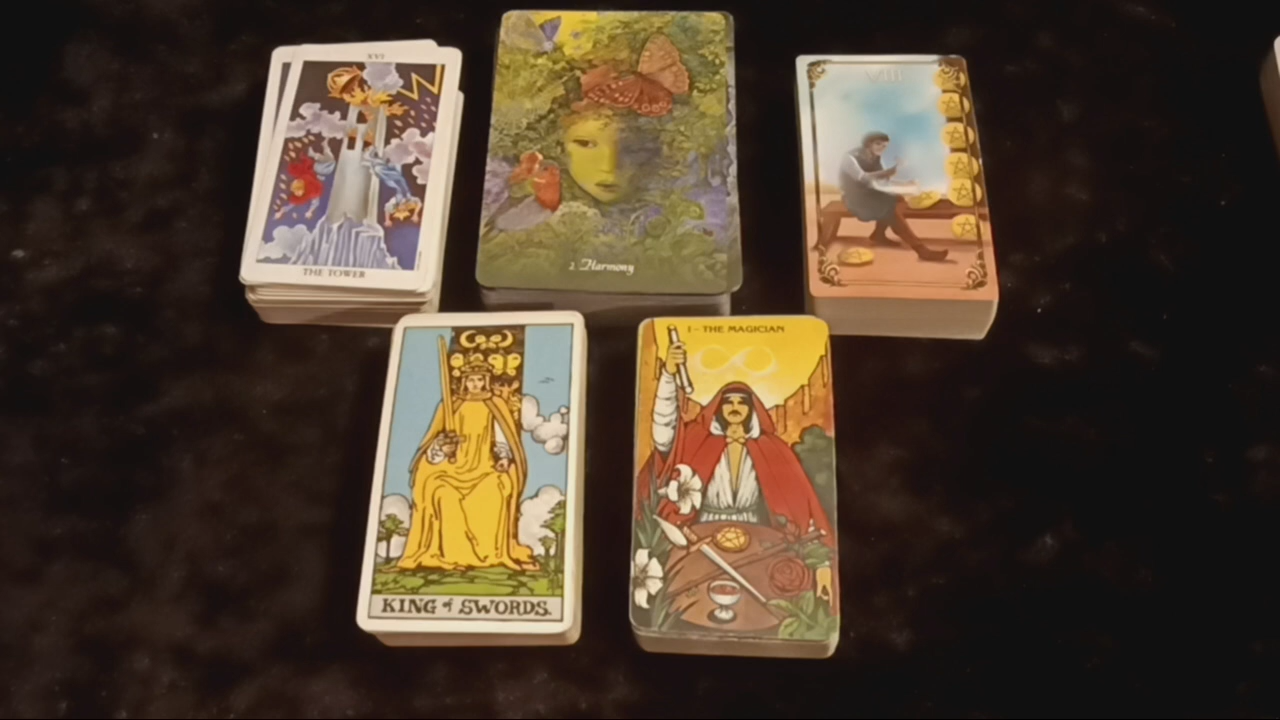 XVI
THE TOWER
2 Harmony
VIII
I - THE MAGICIAN
KING of SWORDS.